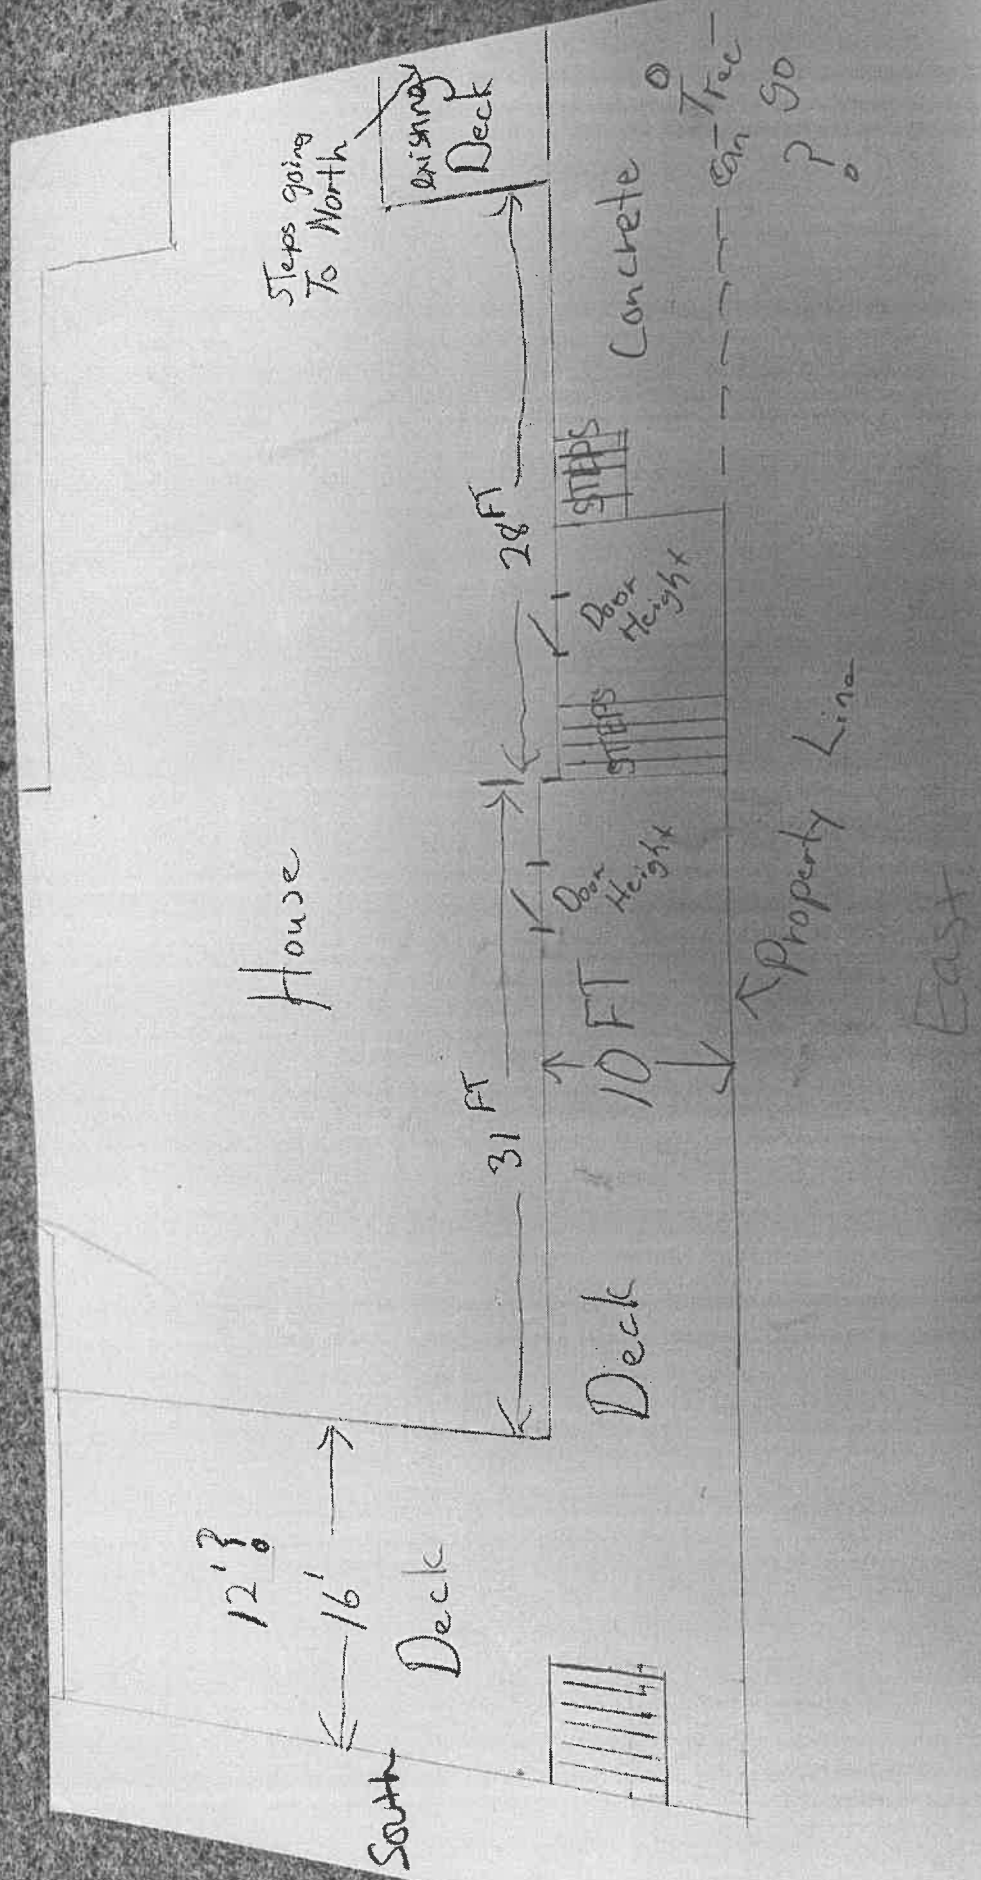 Steps going
To North
existing
Deck
Concrete
Tree
Can
go
?
STEPS
28 FT
Door
Height
STEPS
House
Door
Height
31 FT
10 FT
Property Line
East
Deck
12'?
16'
Deck
South